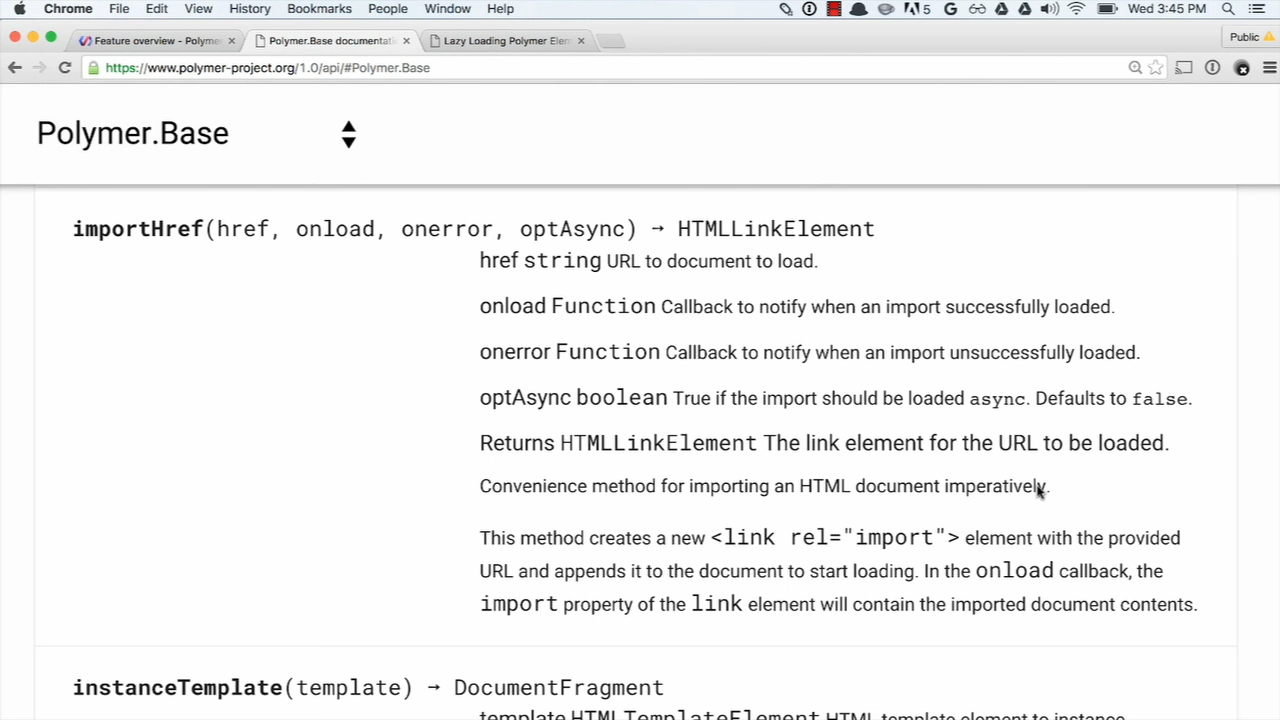 Chrome File Edit View History Bookmarks People Window Help 5 Wed 3:45 PM
Feature overview - Polyme Polymer.Base documentati Lazy Loading Polymer Elem Public
https://www.polymer-project.org/1.0/api/#Polymer.Base
Polymer.Base
importHref(href, onload, onerror, optAsync) → HTMLLinkElement
href string URL to document to load.
onload Function Callback to notify when an import successfully loaded.
onerror Function Callback to notify when an import unsuccessfully loaded.
optAsync boolean True if the import should be loaded async. Defaults to false.
Returns HTMLLinkElement The link element for the URL to be loaded.
Convenience method for importing an HTML document imperatively.
This method creates a new <link rel="import"> element with the provided
URL and appends it to the document to start loading. In the onload callback, the
import property of the link element will contain the imported document contents.
instanceTemplate(template) → DocumentFragment
template HTMLTemplateElement HTML template element to instance.